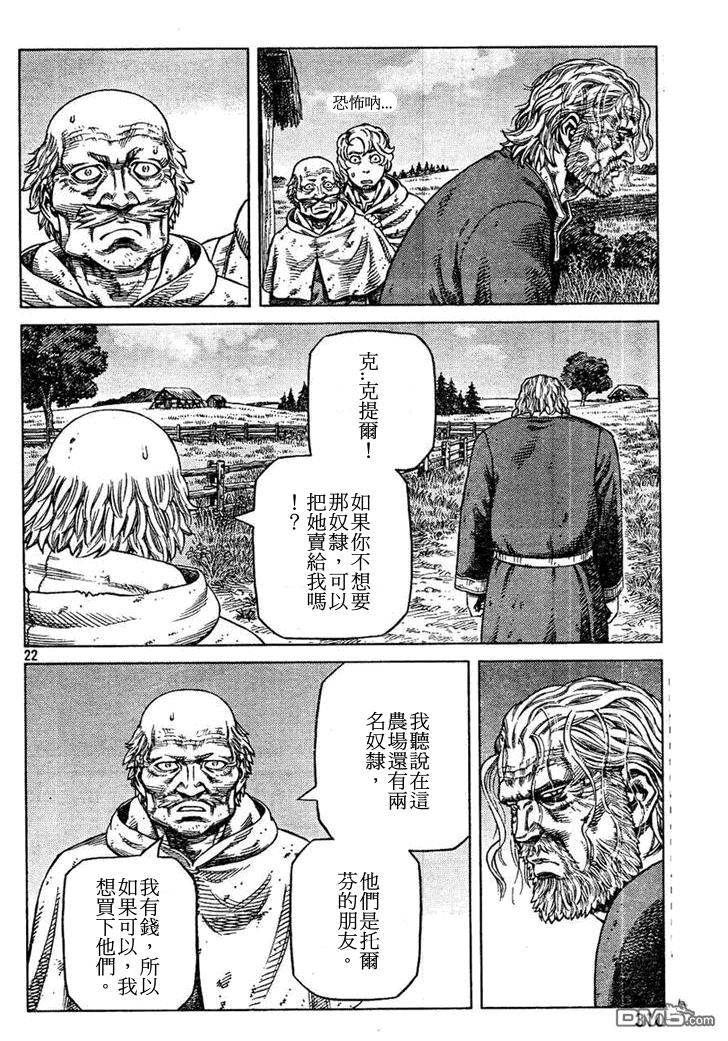 恐怖吶...
克…克提爾！
如果你不想要
那奴隸，可以
把她賣給我嗎
！？
22
我聽說在這
農場還有兩
名奴隸，
他們是托爾
芬的朋友。
我有錢，所以
如果可以，我
想買下他們。
DM5.com